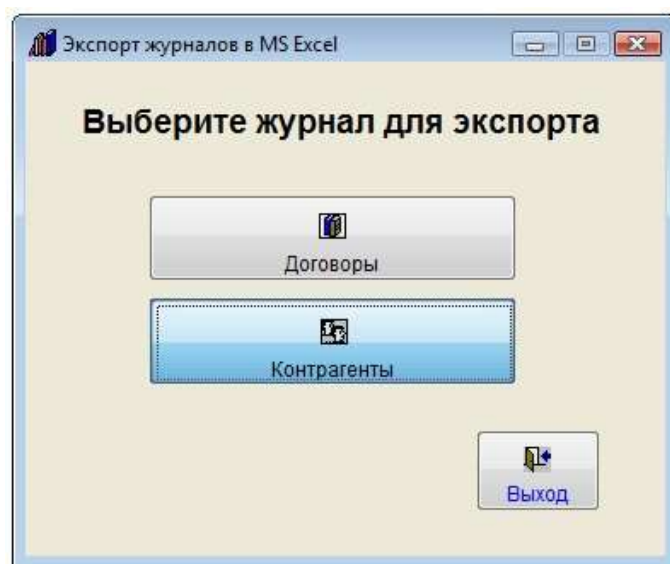 Экспорт журналов в MS Excel
Выберите журнал для экспорта
Договоры
Контрагенты
Выход